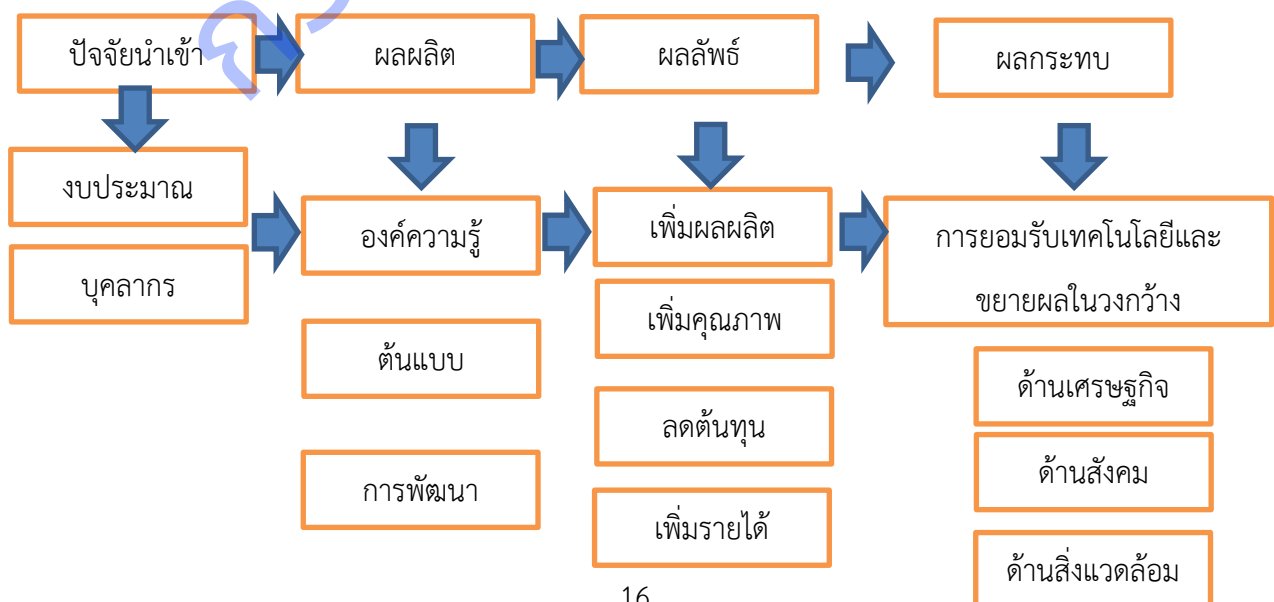 ปัจจัยนำเข้า
ผลผลิต
ผลลัพธ์
ผลกระทบ
งบประมาณ
บุคลากร
องค์ความรู้
ต้นแบบ
การพัฒนา
เพิ่มผลผลิต
เพิ่มคุณภาพ
ลดต้นทุน
เพิ่มรายได้
การยอมรับเทคโนโลยีและ
ขยายผลในวงกว้าง
ด้านเศรษฐกิจ
ด้านสังคม
ด้านสิ่งแวดล้อม
16